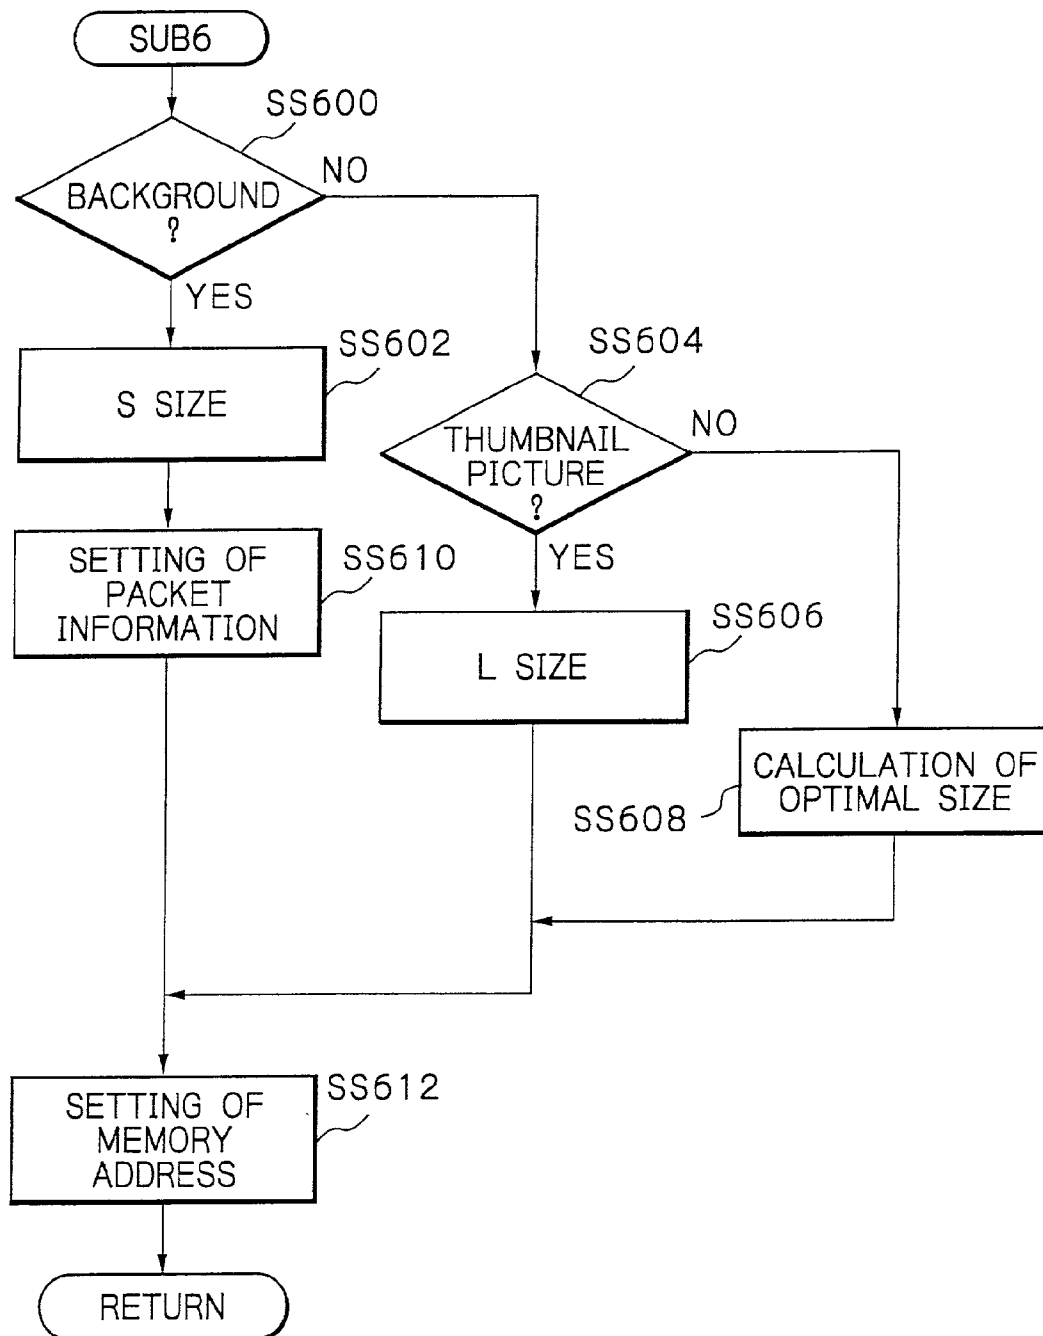 SUB6
SS600
BACKGROUND
?
NO
YES
SS602
S SIZE
SS604
THUMBNAIL
PICTURE
?
NO
YES
SETTING OF
PACKET
INFORMATION
SS610
SS606
L SIZE
CALCULATION OF
OPTIMAL SIZE
SS608
SETTING OF
MEMORY
ADDRESS
SS612
RETURN